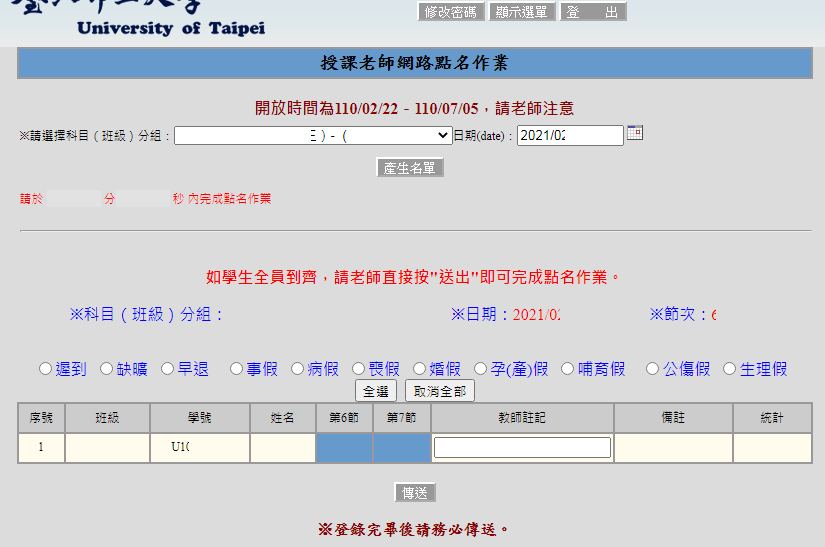 修改密碼 顯示選單 登 出
University of Taipei
授課老師網路點名作業
開放時間為110/02/22 - 110/07/05，請老師注意
※請選擇科目（班級）分組： ）-（ 日期(date)：2021/02
產生名單
請於 分 秒 內完成點名作業
如學生全員到齊，請老師直接按"送出"即可完成點名作業。
※科目（班級）分組： ※日期：2021/02 ※節次：6
遲到 缺曠 早退 事假 病假 喪假 婚假 孕(產)假 哺育假 公傷假 生理假
全選 取消全部
序號 班級 學號 姓名 第6節 第7節 教師註記 備註 統計
1 U10
傳送
※登錄完畢後請務必傳送。